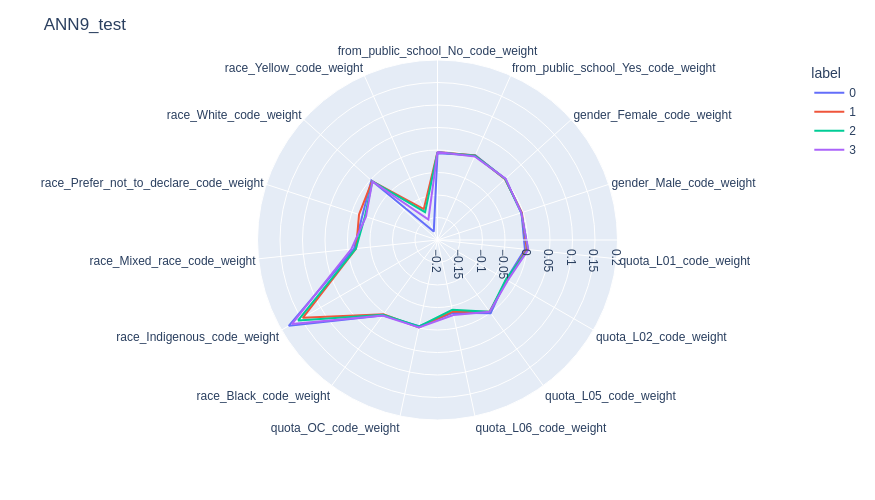 ANN9_test
from_public_school_No_code_weight
race_Yellow_code_weight
from_public_school_Yes_code_weight
label
0
1
2
3
race_White_code_weight
gender_Female_code_weight
race_Prefer_not_to_declare_code_weight
gender_Male_code_weight
race_Mixed_race_code_weight
−0.2
−0.15
−0.1
−0.05
0
0.05
0.1
0.15
0.2
quota_L01_code_weight
race_Indigenous_code_weight
quota_L02_code_weight
race_Black_code_weight
quota_L05_code_weight
quota_OC_code_weight
quota_L06_code_weight